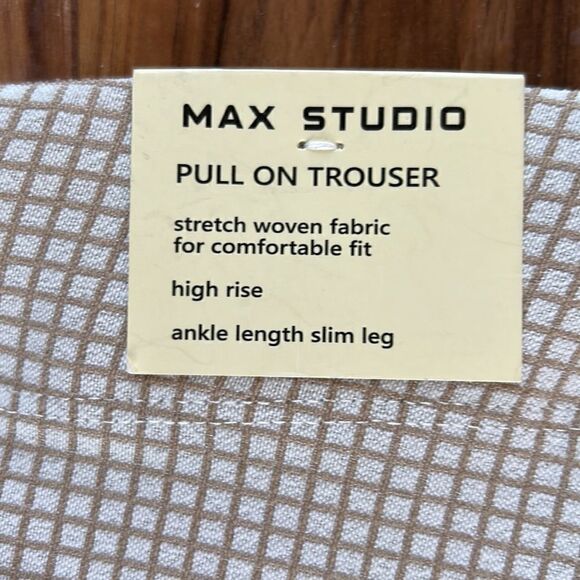 MAX STUDIO
PULL ON TROUSER
stretch woven fabric
for comfortable fit
high rise
ankle length slim leg